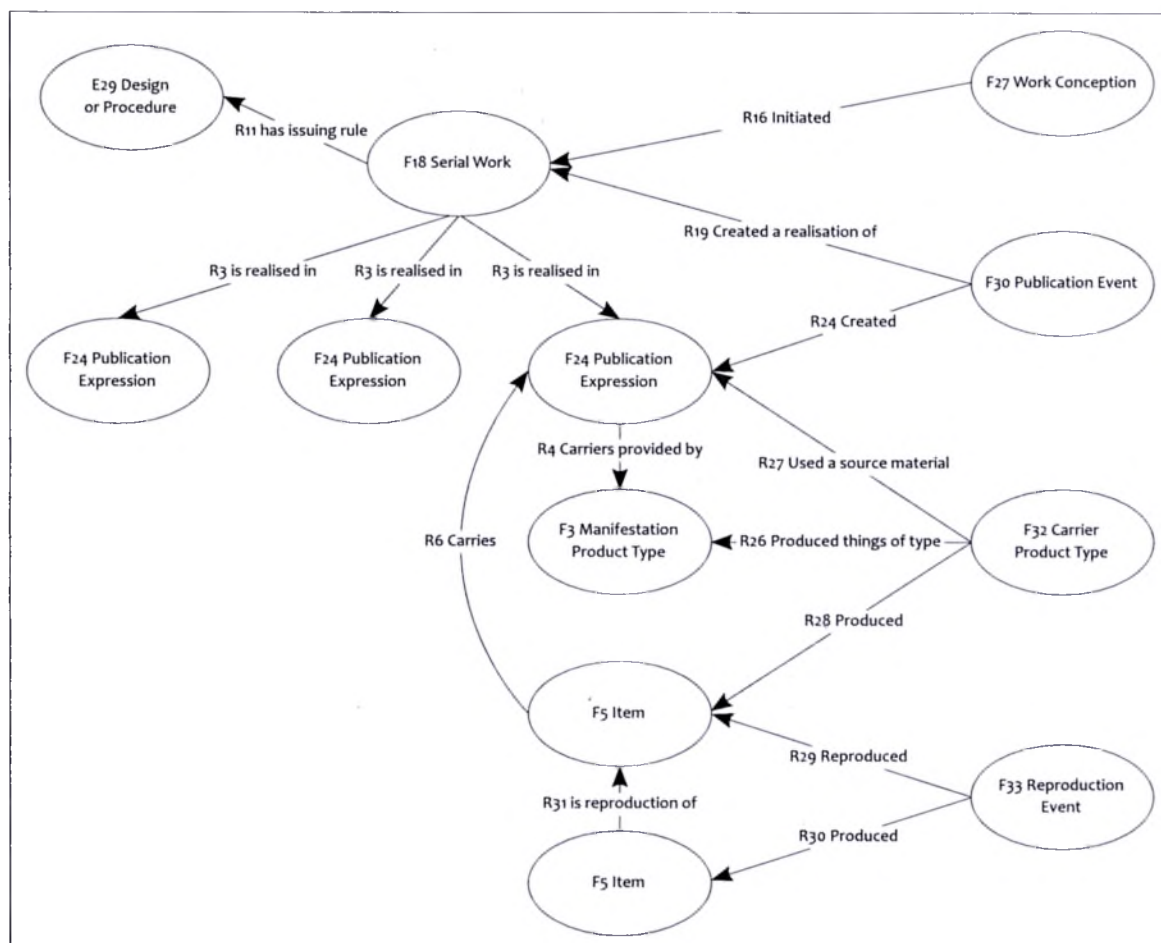 E29 Design
or Procedure
F27 Work Conception
R16 Initiated
R11 has issuing rule
F18 Serial Work
R19 Created a realisation of
R3 is realised in
R3 is realised in
R3 is realised in
F30 Publication Event
R24 Created
F24 Publication
Expression
F24 Publication
Expression
F24 Publication
Expression
R4 Carriers provided by
R27 Used a source material
R6 Carries
F3 Manifestation
Product Type
R26 Produced things of type
F32 Carrier
Product Type
R28 Produced
F5 Item
R29 Reproduced
R31 is reproduction of
F33 Reproduction
Event
R30 Produced
F5 Item